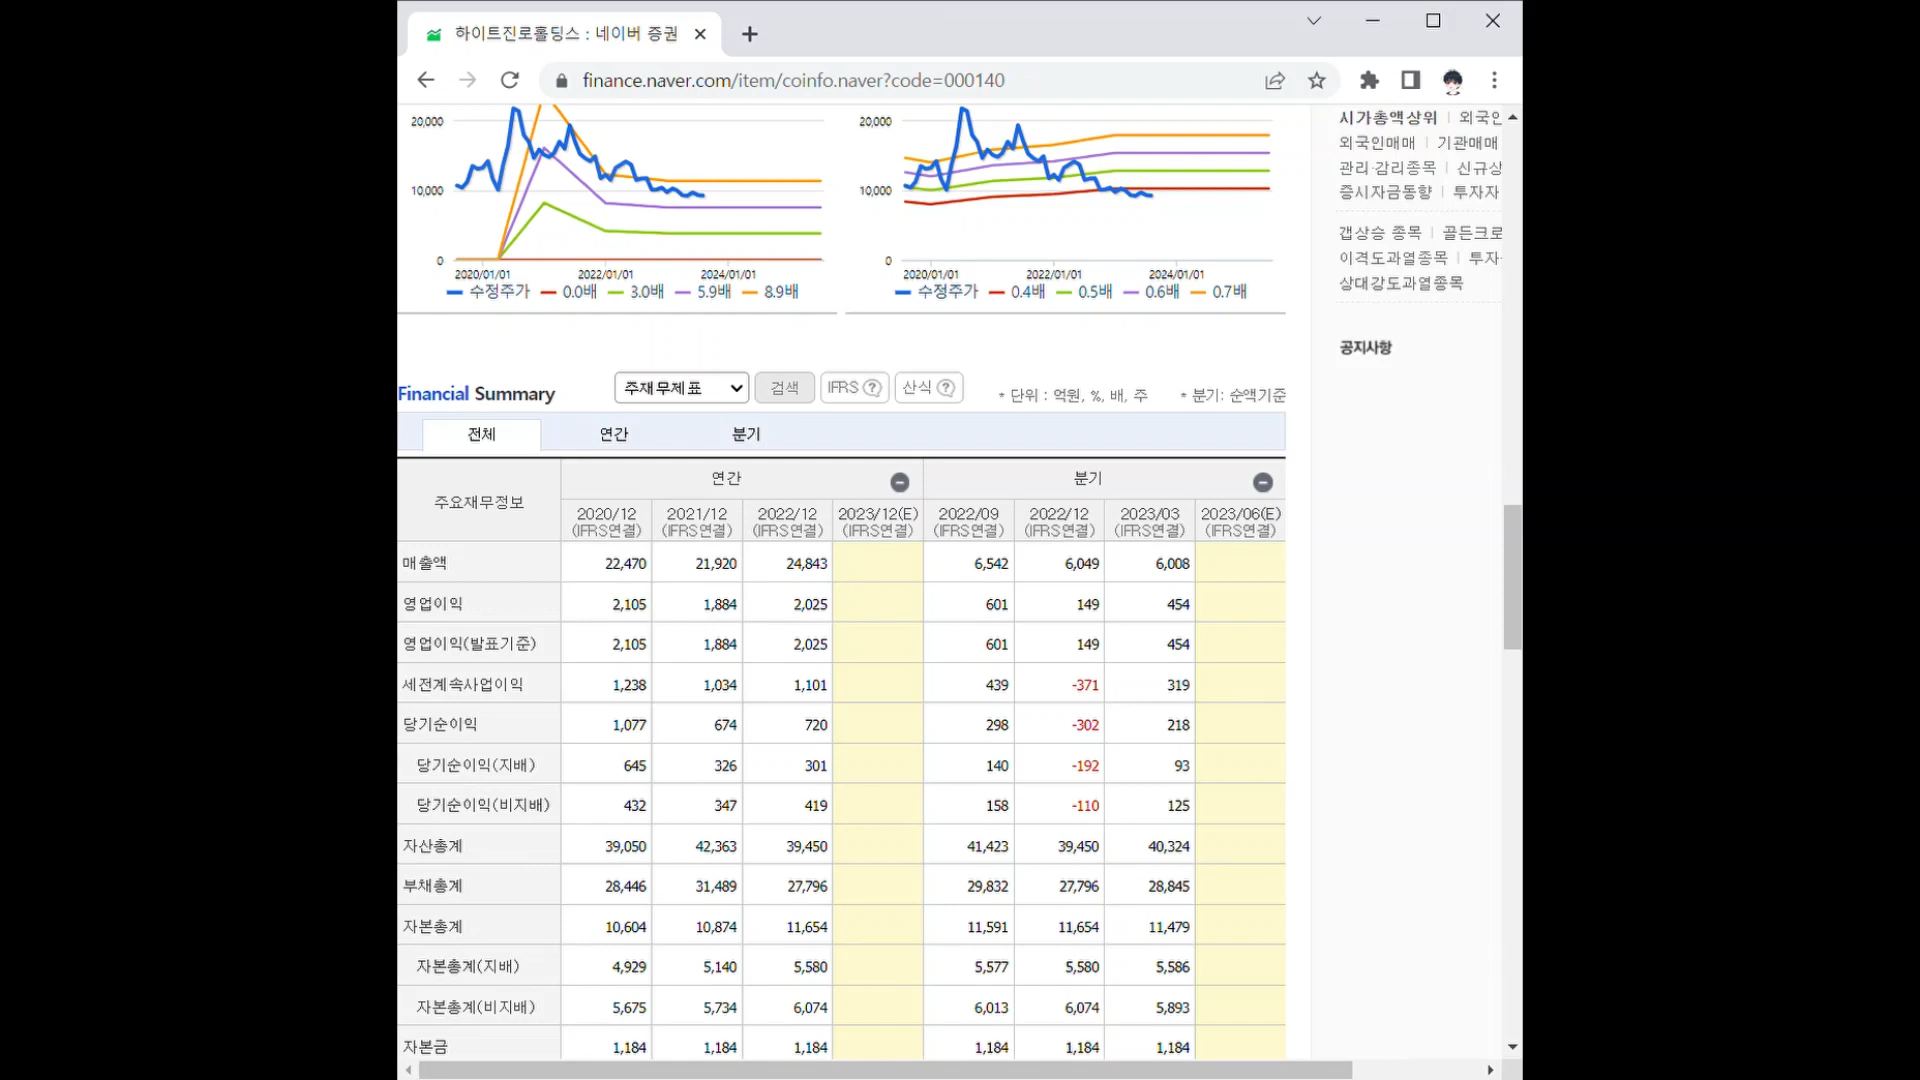 하이트진로홀딩스 : 네이버 증권
finance.naver.com/item/coinfo.naver?code=000140
20,000
10,000
0
2020/01/01 2022/01/01 2024/01/01
수정주가 0.0배 3.0배 5.9배 8.9배
20,000
10,000
0
2020/01/01 2022/01/01 2024/01/01
수정주가 0.4배 0.5배 0.6배 0.7배
시가총액상위 외국인
외국인매매 기관매매
관리·감리종목 신규상
증시자금동향 투자자
갭상승 종목 골든크로
이격도과열종목 투자
상대강도과열종목
공지사항
Financial Summary 주재무제표 검색 IFRS ? 산식 ? * 단위 : 억원, %, 배, 주 * 분기: 순액기준
전체 연간 분기
주요재무정보 연간 분기
2020/12 2021/12 2022/12 2023/12(E) 2022/09 2022/12 2023/03 2023/06(E)
(IFRS연결) (IFRS연결) (IFRS연결) (IFRS연결) (IFRS연결) (IFRS연결) (IFRS연결) (IFRS연결)
매출액 22,470 21,920 24,843 6,542 6,049 6,008
영업이익 2,105 1,884 2,025 601 149 454
영업이익(발표기준) 2,105 1,884 2,025 601 149 454
세전계속사업이익 1,238 1,034 1,101 439 -371 319
당기순이익 1,077 674 720 298 -302 218
당기순이익(지배) 645 326 301 140 -192 93
당기순이익(비지배) 432 347 419 158 -110 125
자산총계 39,050 42,363 39,450 41,423 39,450 40,324
부채총계 28,446 31,489 27,796 29,832 27,796 28,845
자본총계 10,604 10,874 11,654 11,591 11,654 11,479
자본총계(지배) 4,929 5,140 5,580 5,577 5,580 5,586
자본총계(비지배) 5,675 5,734 6,074 6,013 6,074 5,893
자본금 1,184 1,184 1,184 1,184 1,184 1,184